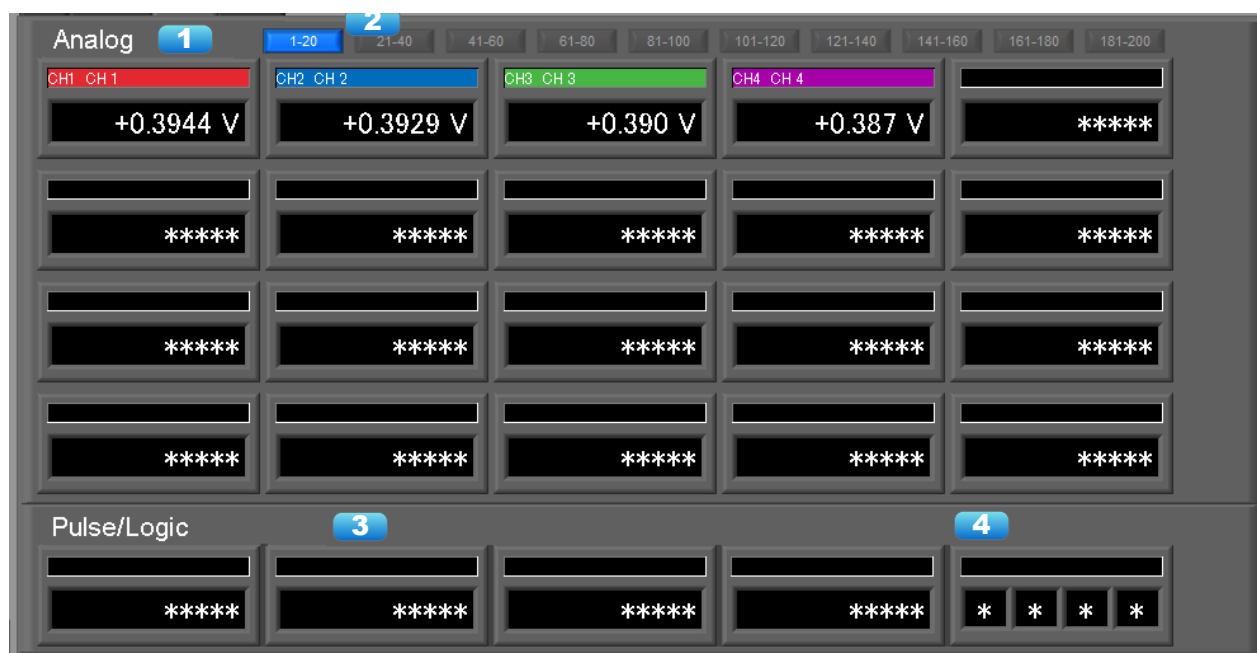 Analog 1 2
1-20 21-40 41-60 61-80 81-100 101-120 121-140 141-160 161-180 181-200
CH1 CH 1 CH2 CH 2 CH3 CH 3 CH4 CH 4
+0.3944 V +0.3929 V +0.390 V +0.387 V *****
***** ***** ***** ***** *****
***** ***** ***** ***** *****
***** ***** ***** ***** *****
Pulse/Logic 3 4
***** ***** ***** ***** * * * *